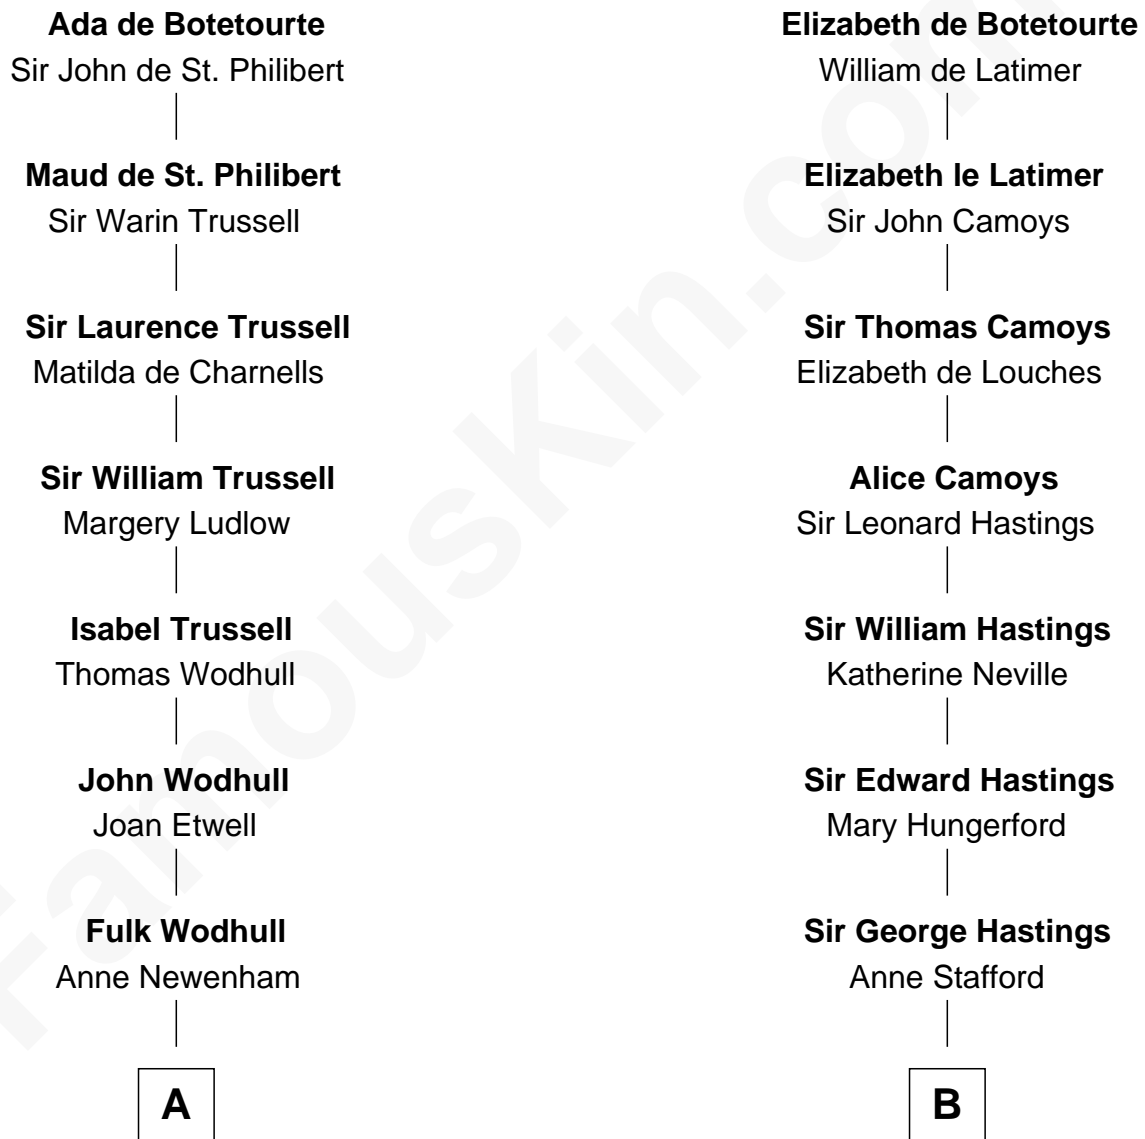 Ada de Botetourte
Sir John de St. Philibert
Maud de St. Philibert
Sir Warin Trussell
Sir Laurence Trussell
Matilda de Charnells
Sir William Trussell
Margery Ludlow
Isabel Trussell
Thomas Wodhull
John Wodhull
Joan Etwell
Fulk Wodhull
Anne Newenham
A
Elizabeth de Botetourte
William de Latimer
Elizabeth le Latimer
Sir John Camoys
Sir Thomas Camoys
Elizabeth de Louches
Alice Camoys
Sir Leonard Hastings
Sir William Hastings
Katherine Neville
Sir Edward Hastings
Mary Hungerford
Sir George Hastings
Anne Stafford
B
FamousKin.com